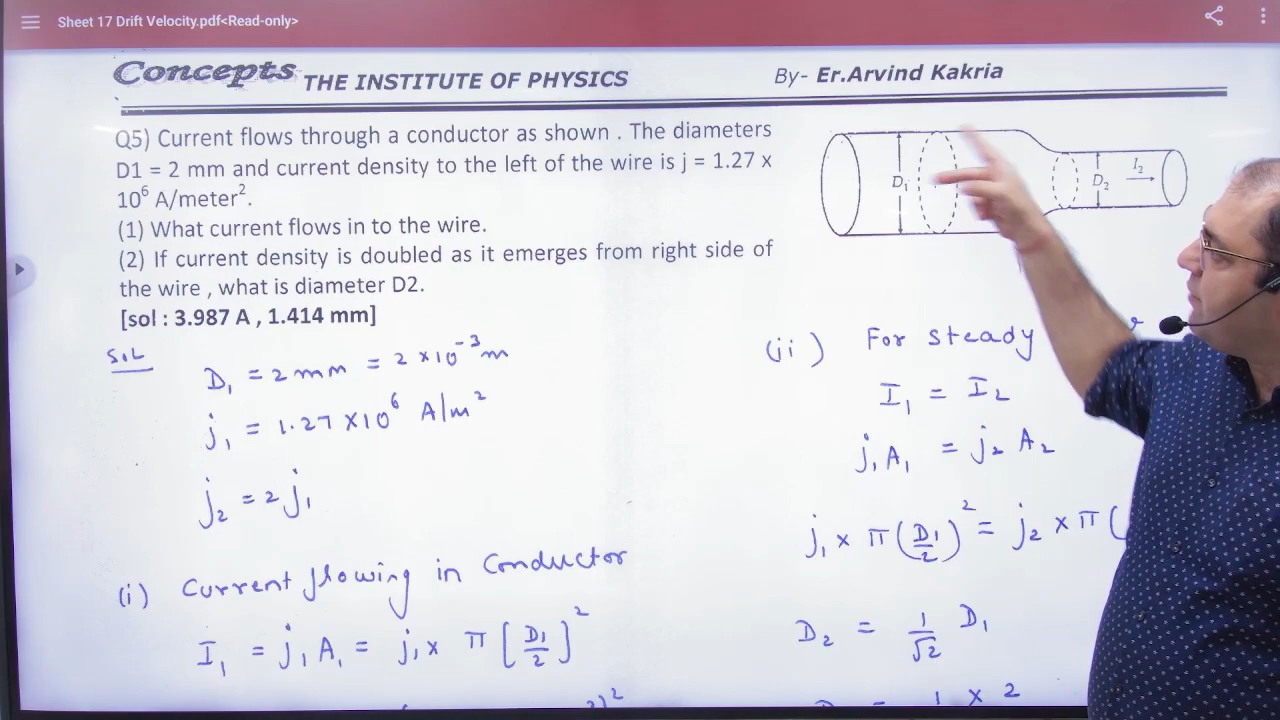 Sheet 17 Drift Velocity.pdf<Read-only>
Concepts THE INSTITUTE OF PHYSICS By- Er.Arvind Kakria
Q5) Current flows through a conductor as shown . The diameters
D1 = 2 mm and current density to the left of the wire is j = 1.27 x
10⁶ A/meter².
(1) What current flows in to the wire.
(2) If current density is doubled as it emerges from right side of
the wire , what is diameter D2.
[sol : 3.987 A , 1.414 mm]
D₁
D₂
I₂
Sol
D₁ = 2 mm = 2 × 10⁻³ m
j₁ = 1.27 × 10⁶ A/m²
j₂ = 2 j₁
(i) Current flowing in Conductor
I₁ = j₁ A₁ = j₁ × π [D₁/2]²
(ii) For steady
I₁ = I₂
j₁ A₁ = j₂ A₂
j₁ × π (D₁/2)² = j₂ × π (
D₂ = 1/√2 D₁
= 1 × 2